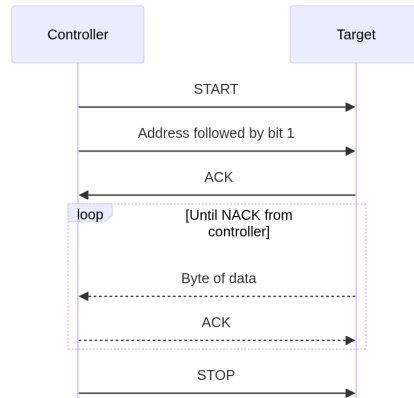 Controller
Target
START
Address followed by bit 1
ACK
loop
[Until NACK from
controller]
Byte of data
ACK
STOP